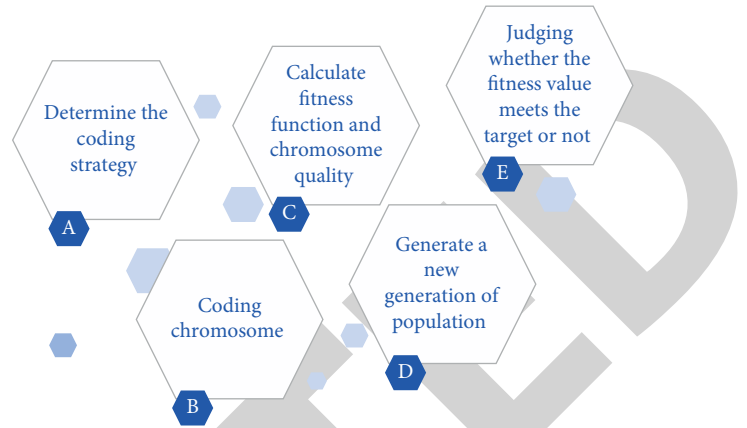 Determine the
coding
strategy
A
Coding
chromosome
B
Calculate
fitness
function and
chromosome
quality
C
Generate a
new
generation of
population
D
Judging
whether the
fitness value
meets the
target or not
E